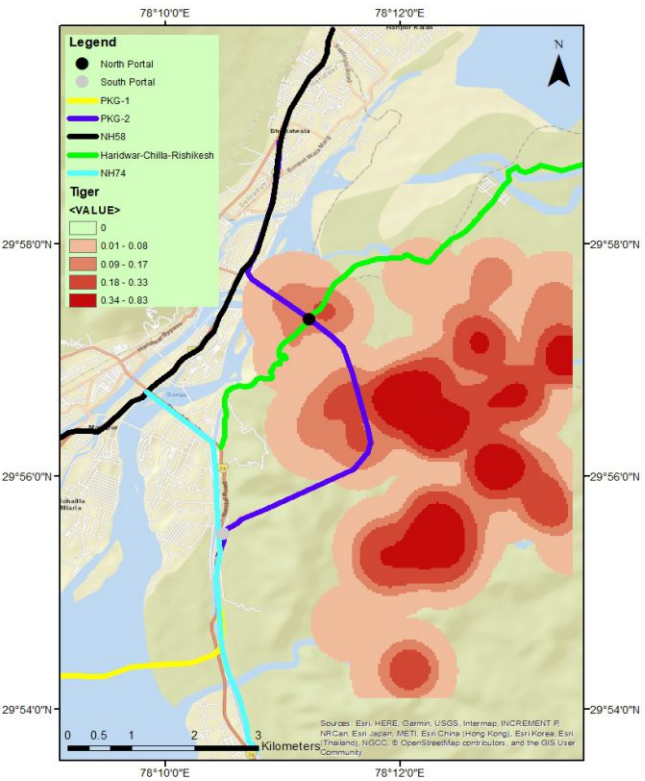 78°10'0"E 78°12'0"E
Legend
North Portal
South Portal
PKG-1
PKG-2
NH58
Haridwar-Chilla-Rishikesh
NH74
Tiger
<VALUE>
0
0.01 - 0.08
0.09 - 0.17
0.18 - 0.33
0.34 - 0.83
N
Haripur Kalan
29°58'0"N 29°58'0"N
Haridwar Bypass
Ganga
29°56'0"N 29°56'0"N
29°54'0"N 29°54'0"N
0 0.5 1 2 3
Kilometers
Sources: Esri, HERE, Garmin, USGS, Intermap, INCREMENT P,
NRCan, Esri Japan, METI, Esri China (Hong Kong), Esri Korea, Esri
(Thailand), NGCC, © OpenStreetMap contributors, and the GIS User
Community
78°10'0"E 78°12'0"E